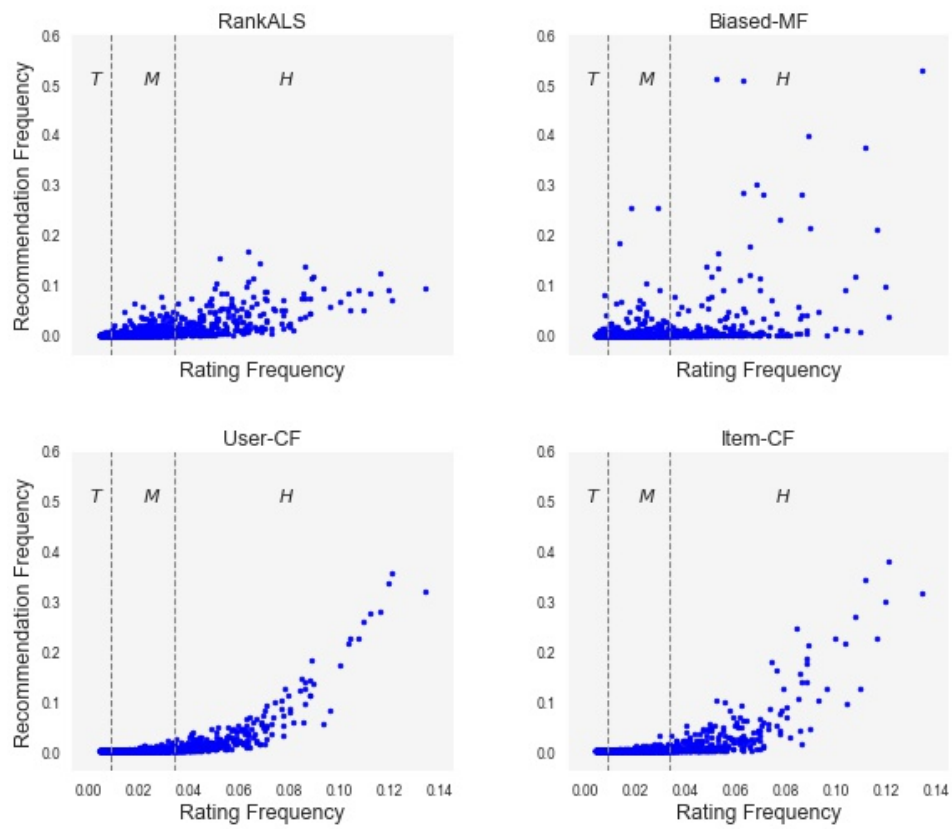 RankALS
Biased-MF
0.6
0.5
0.4
0.3
0.2
0.1
0.0
T M H
Recommendation Frequency
Rating Frequency
0.6
0.5
0.4
0.3
0.2
0.1
0.0
T M H
Rating Frequency
User-CF
Item-CF
0.6
0.5
0.4
0.3
0.2
0.1
0.0
T M H
Recommendation Frequency
0.00 0.02 0.04 0.06 0.08 0.10 0.12 0.14
Rating Frequency
0.6
0.5
0.4
0.3
0.2
0.1
0.0
T M H
0.00 0.02 0.04 0.06 0.08 0.10 0.12 0.14
Rating Frequency